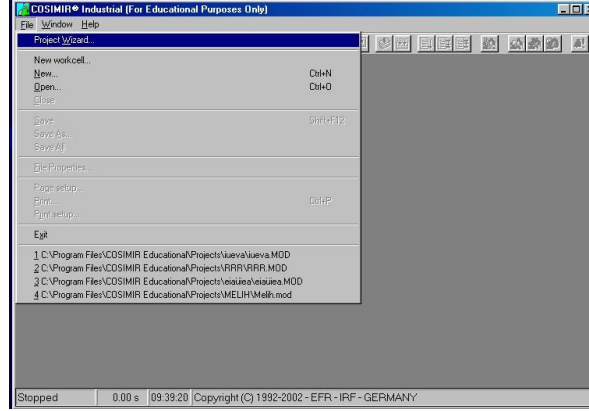 COSIMIR® Industrial (For Educational Purposes Only)
File Window Help
Project Wizard...
New workcell...
New... Ctrl+N
Open... Ctrl+O
Close
Save Shift+F12
Save As...
Save All
File Properties...
Page setup...
Print... Ctrl+P
Print setup...
Exit
1 C:\Program Files\COSIMIR Educational\Projects\iueva\iueva.MOD
2 C:\Program Files\COSIMIR Educational\Projects\RRR\RRR.MOD
3 C:\Program Files\COSIMIR Educational\Projects\eiaüiea\eiaüiea.MOD
4 C:\Program Files\COSIMIR Educational\Projects\MELIH\Melih.mod
Stopped 0.00 s 09:39:20 Copyright (C) 1992-2002 - EFR - IRF - GERMANY